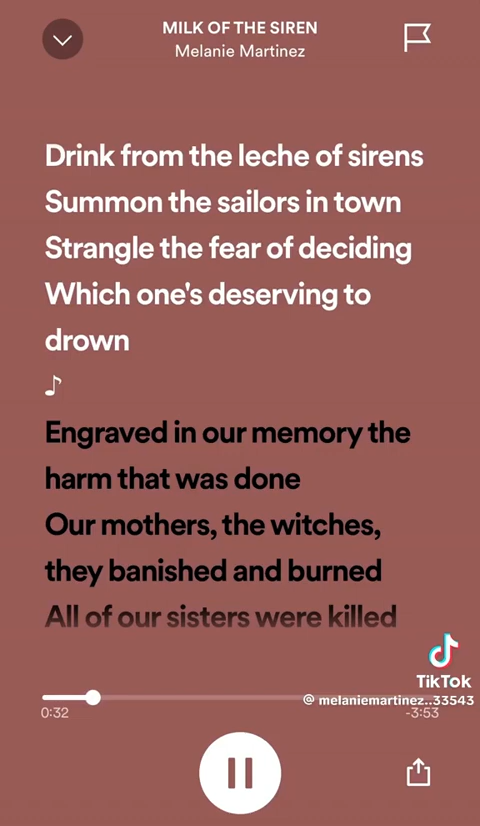 MILK OF THE SIREN
Melanie Martinez
Drink from the leche of sirens
Summon the sailors in town
Strangle the fear of deciding
Which one's deserving to
drown
♪
Engraved in our memory the
harm that was done
Our mothers, the witches,
they banished and burned
All of our sisters were killed
TikTok
@ melaniemartinez..33543
0:32
-3:53